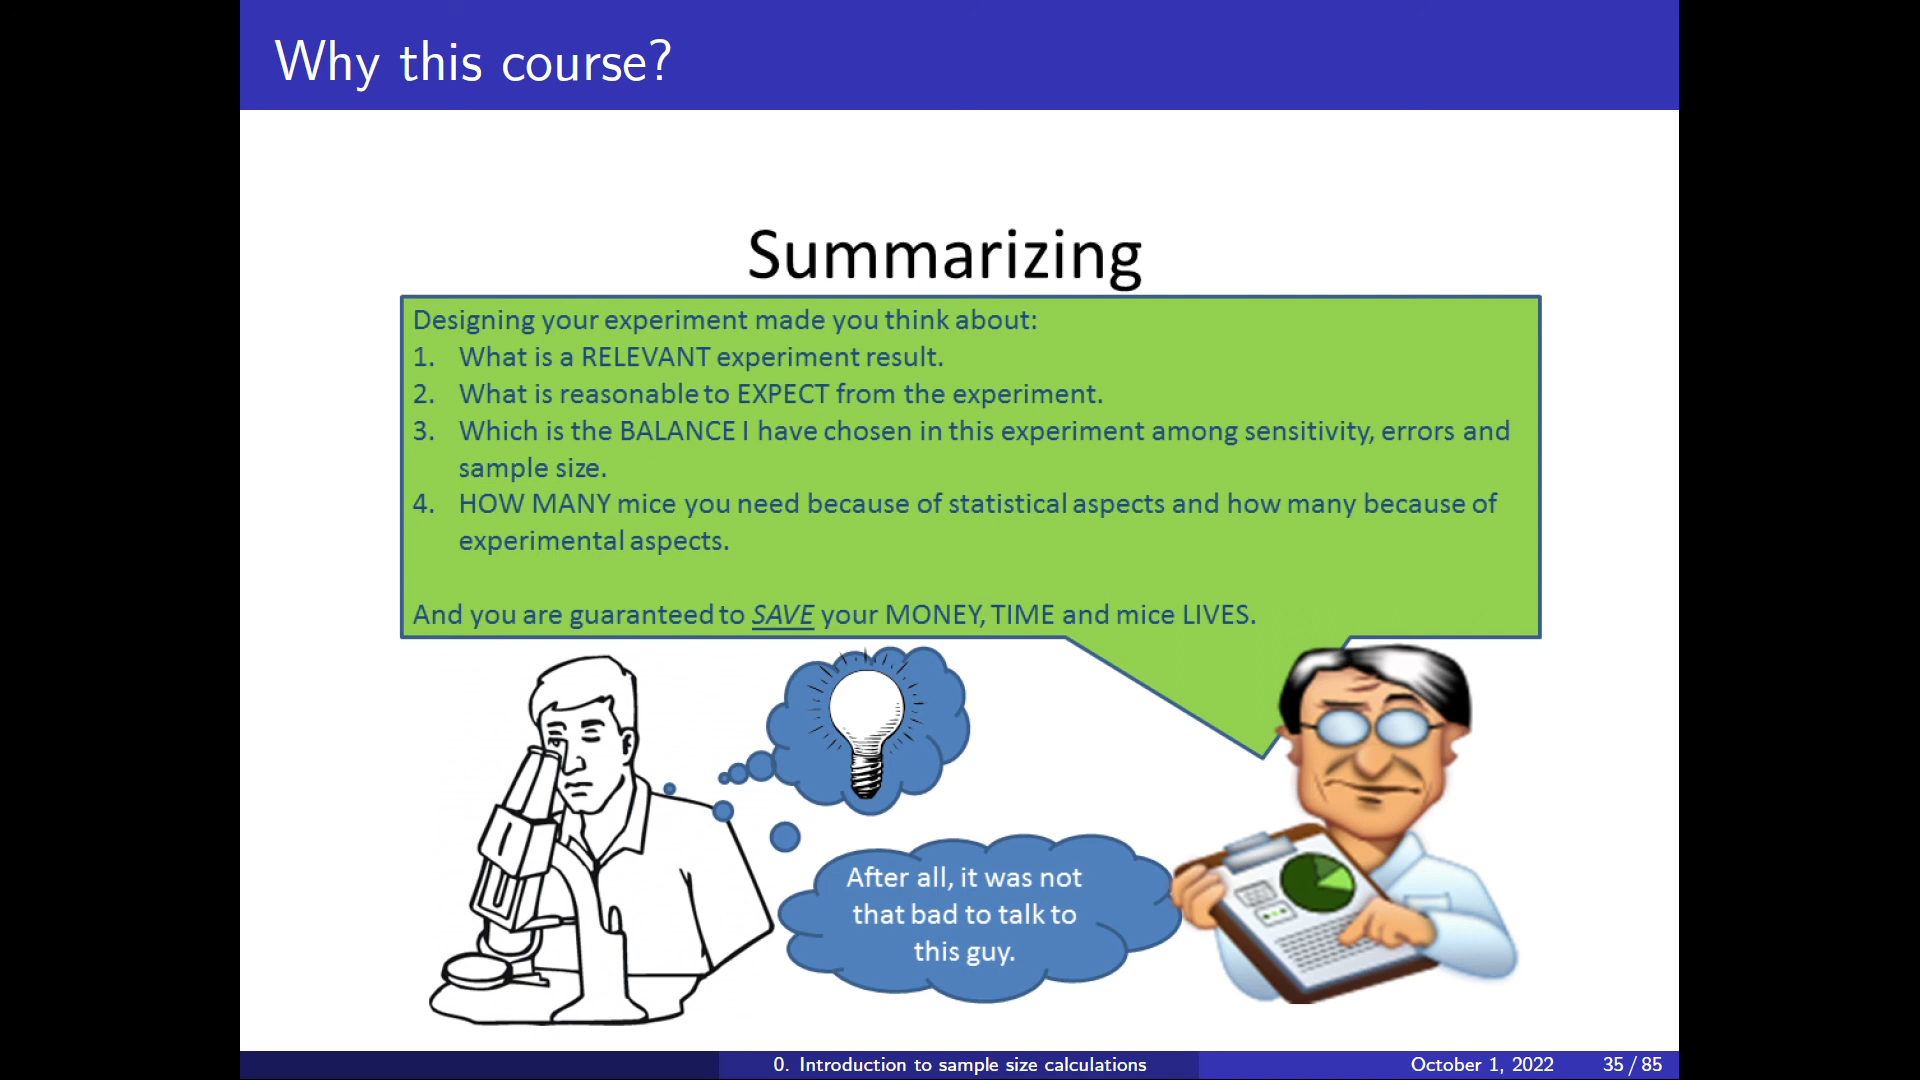 Why this course?
Summarizing
Designing your experiment made you think about:
1. What is a RELEVANT experiment result.
2. What is reasonable to EXPECT from the experiment.
3. Which is the BALANCE I have chosen in this experiment among sensitivity, errors and
sample size.
4. HOW MANY mice you need because of statistical aspects and how many because of
experimental aspects.
And you are guaranteed to SAVE your MONEY, TIME and mice LIVES.
After all, it was not
that bad to talk to
this guy.
0. Introduction to sample size calculations
October 1, 2022
35 / 85